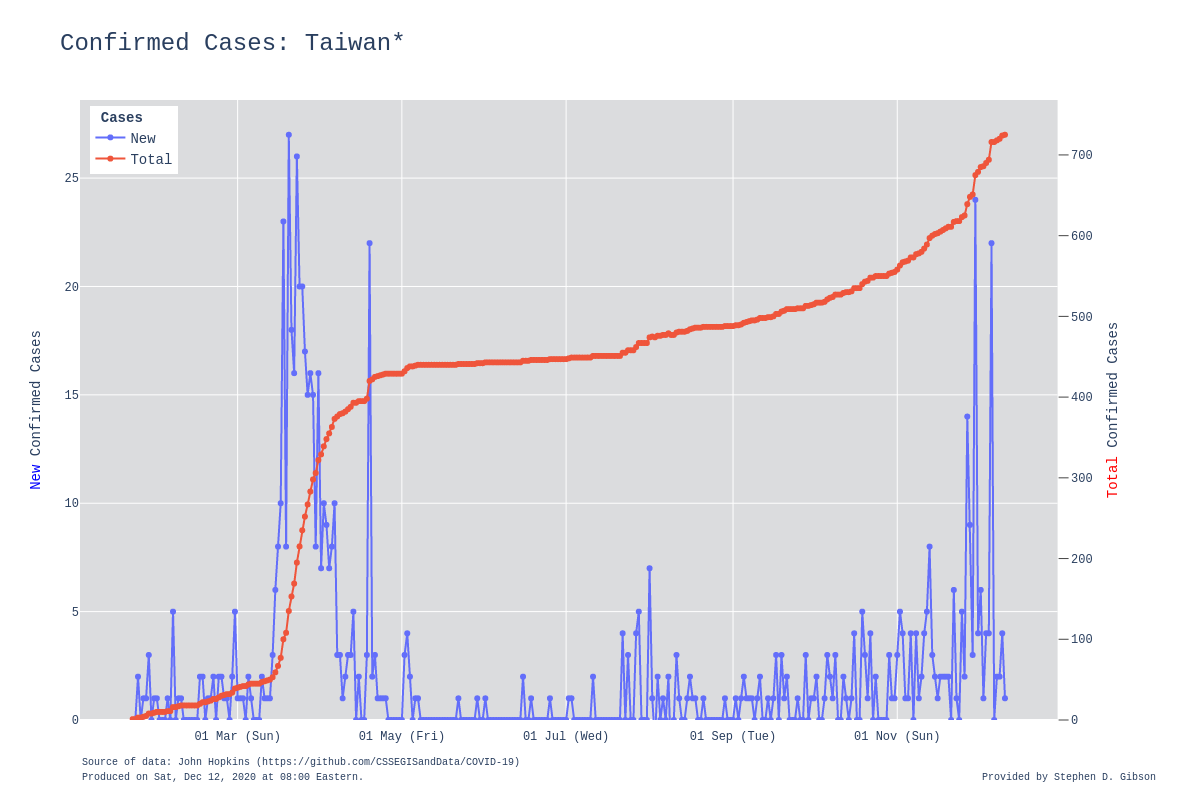 Confirmed Cases: Taiwan*
Cases
New
Total
25
20
15
10
5
0
700
600
500
400
300
200
100
0
New Confirmed Cases
Total Confirmed Cases
01 Mar (Sun)
01 May (Fri)
01 Jul (Wed)
01 Sep (Tue)
01 Nov (Sun)
Source of data: John Hopkins (https://github.com/CSSEGISandData/COVID-19)
Produced on Sat, Dec 12, 2020 at 08:00 Eastern.
Provided by Stephen D. Gibson